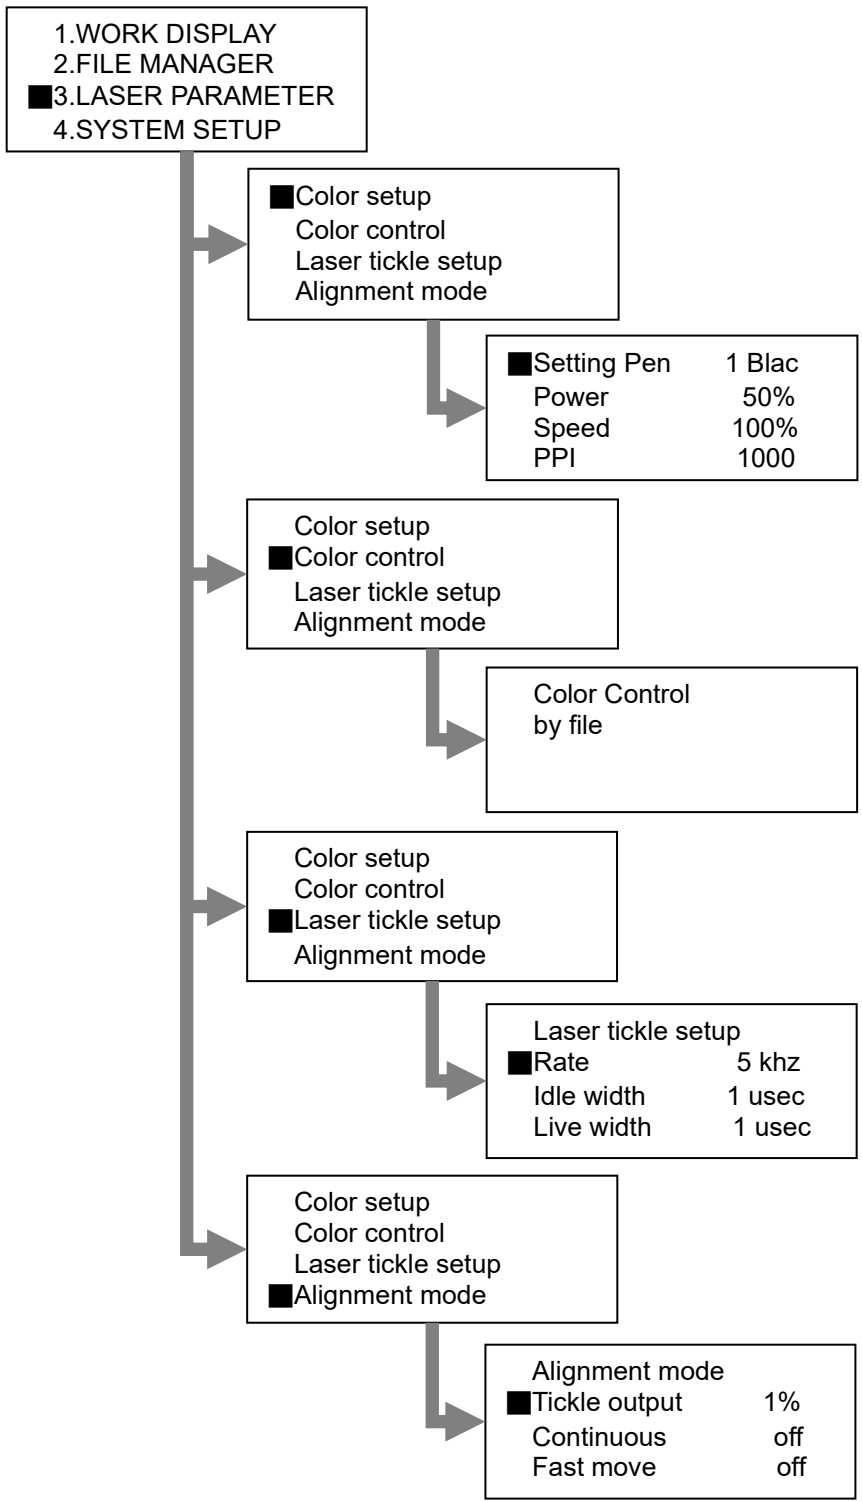 1.WORK DISPLAY
2.FILE MANAGER
3.LASER PARAMETER
4.SYSTEM SETUP
Color setup
Color control
Laser tickle setup
Alignment mode
Setting Pen 1 Blac
Power 50%
Speed 100%
PPI 1000
Color setup
Color control
Laser tickle setup
Alignment mode
Color Control
by file
Color setup
Color control
Laser tickle setup
Alignment mode
Laser tickle setup
Rate 5 khz
Idle width 1 usec
Live width 1 usec
Color setup
Color control
Laser tickle setup
Alignment mode
Alignment mode
Tickle output 1%
Continuous off
Fast move off